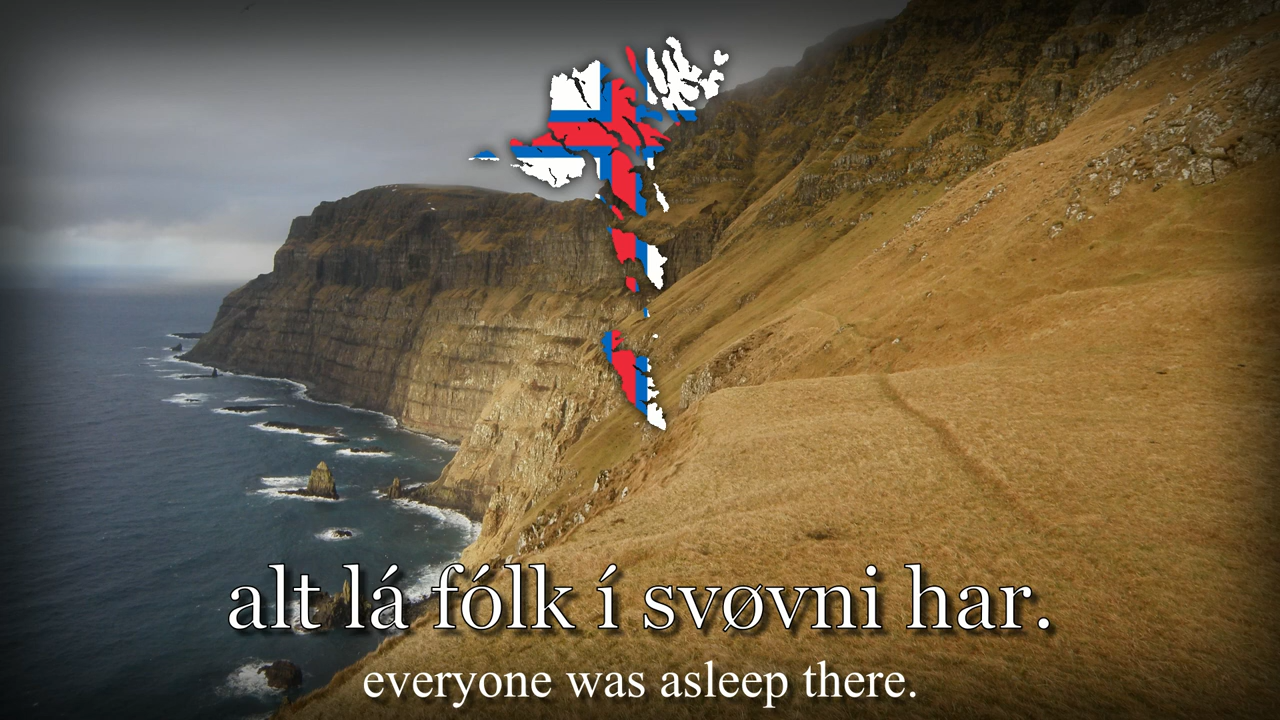 alt lá fólk í svøvni har.
everyone was asleep there.